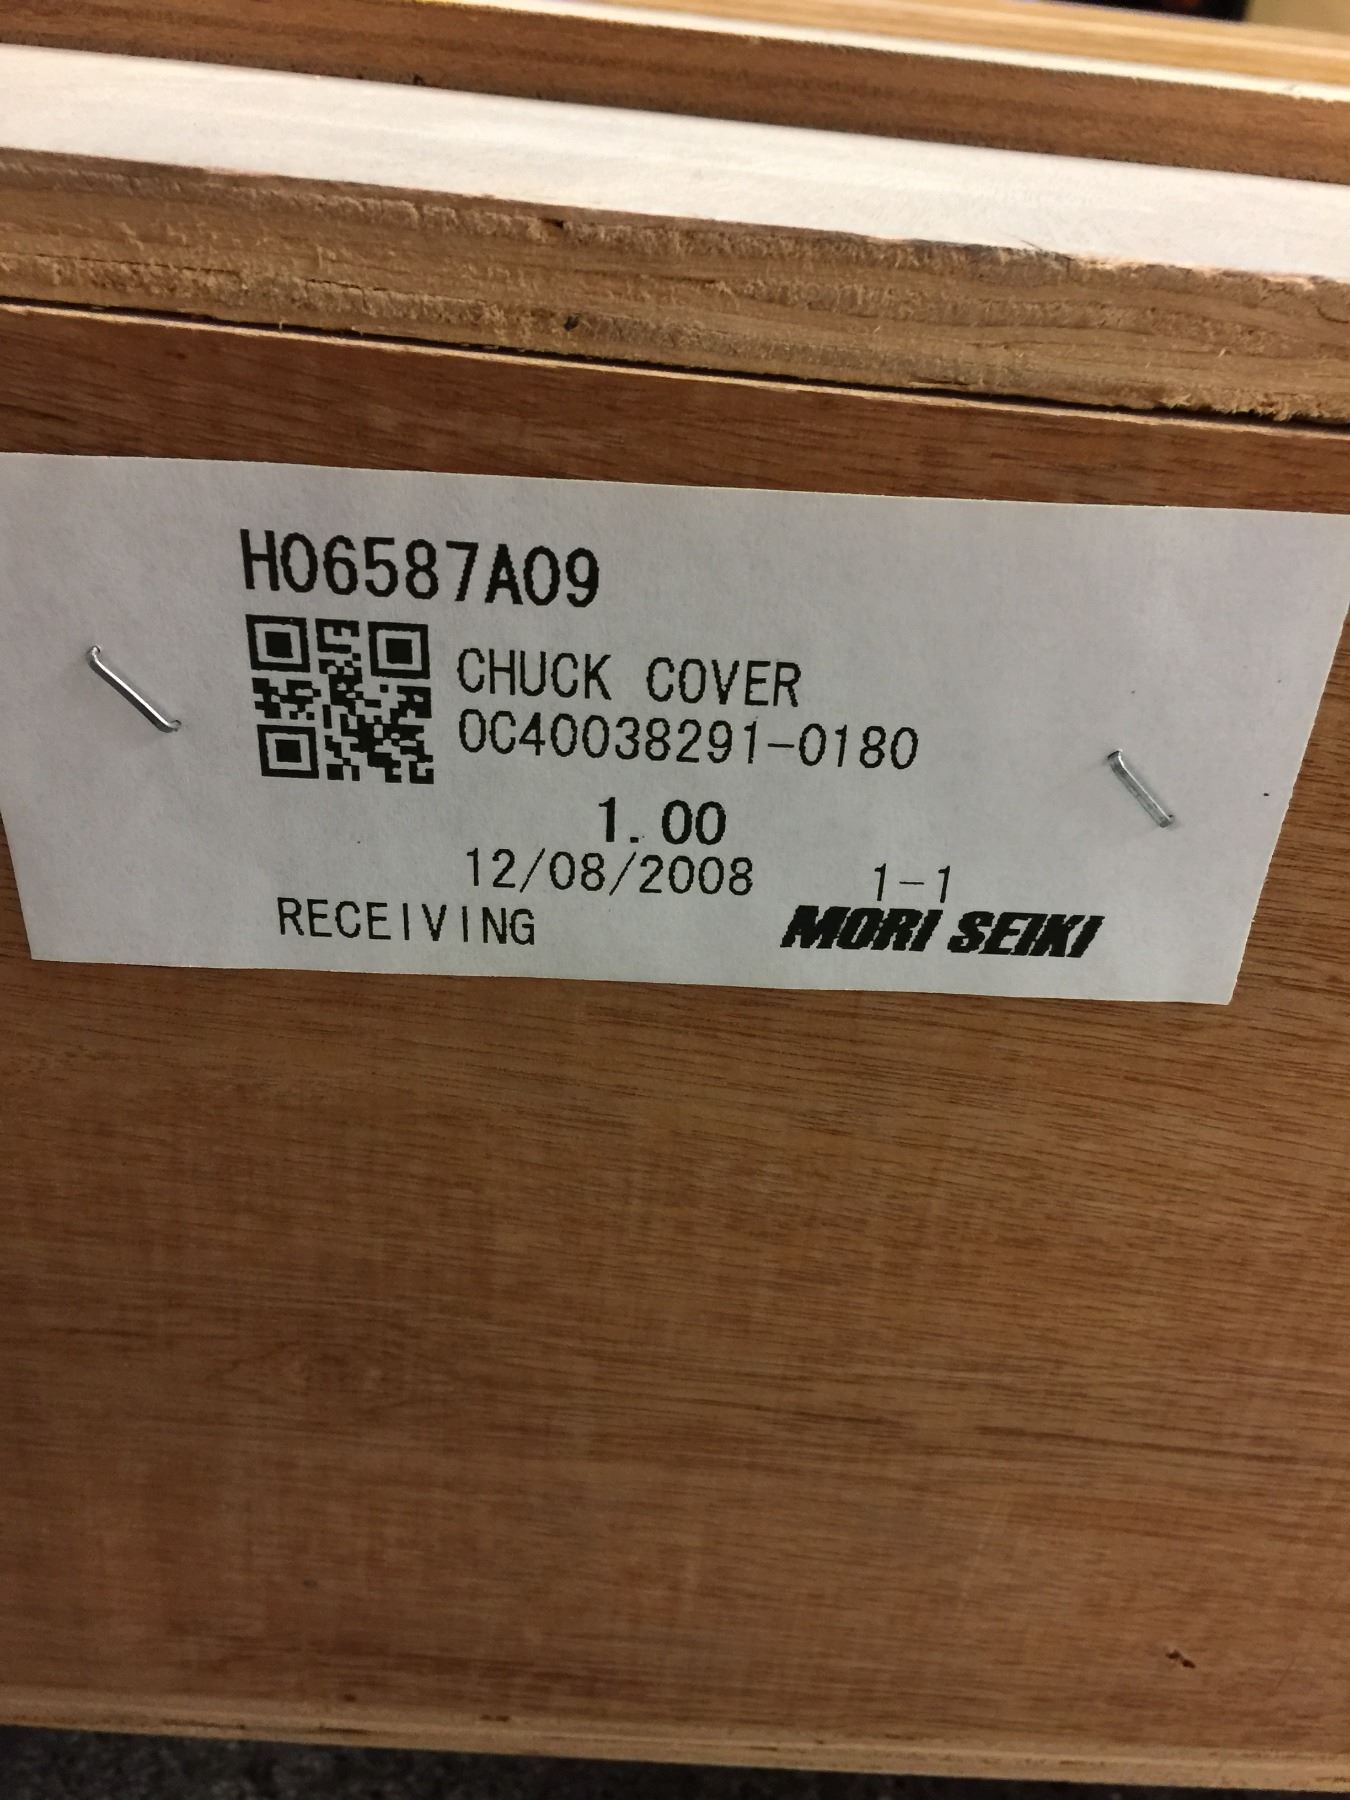 H06587A09
CHUCK COVER
0C40038291-0180
1.00
12/08/2008 1-1
RECEIVING MORI SEIKI